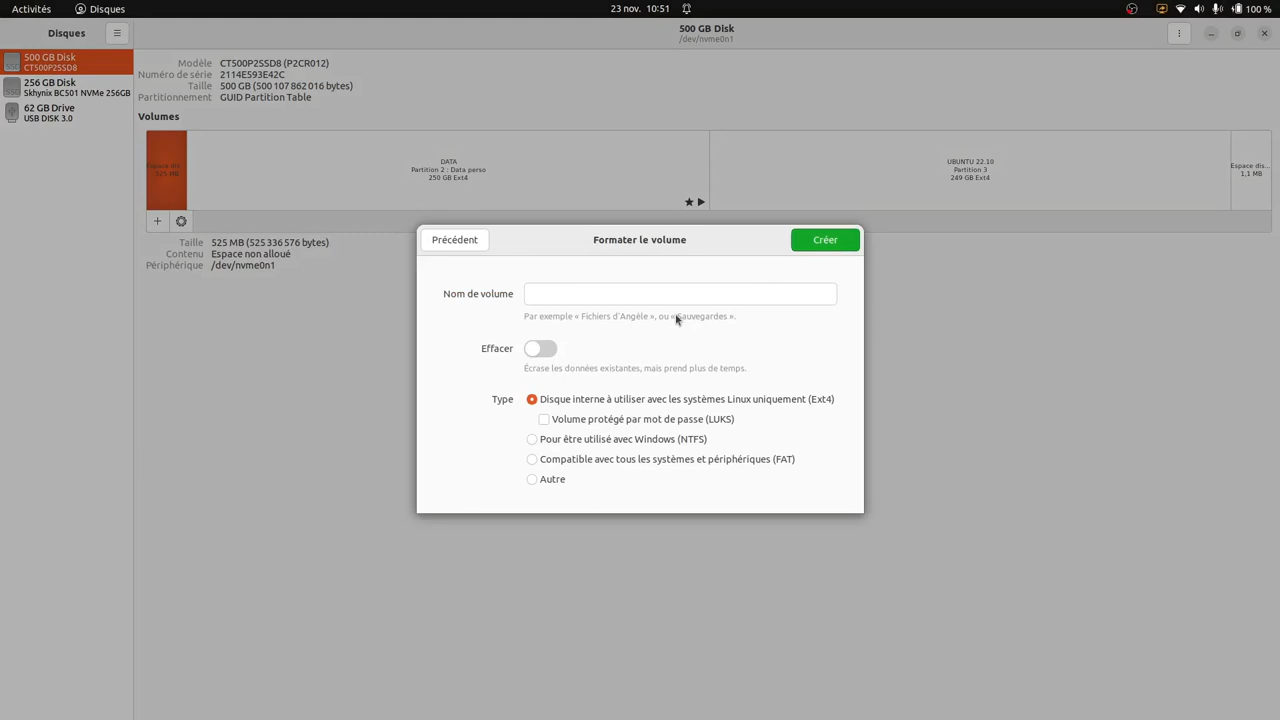 Activités
Disques
23 nov. 10:51
100 %
Disques
500 GB Disk
/dev/nvme0n1
500 GB Disk
CT500P2SSD8
256 GB Disk
Skhynix BC501 NVMe 256GB
62 GB Drive
USB DISK 3.0
Modèle CT500P2SSD8 (P2CR012)
Numéro de série 2114E593E42C
Taille 500 GB (500 107 862 016 bytes)
Partitionnement GUID Partition Table
Volumes
Espace dis...
525 MB
DATA
Partition 2 : Data perso
250 GB Ext4
UBUNTU 22.10
Partition 3
249 GB Ext4
Espace dis...
1,1 MB
Taille 525 MB (525 336 576 bytes)
Contenu Espace non alloué
Périphérique /dev/nvme0n1
Précédent
Formater le volume
Créer
Nom de volume
Par exemple « Fichiers d'Angèle », ou « Sauvegardes ».
Effacer
Écrase les données existantes, mais prend plus de temps.
Type
Disque interne à utiliser avec les systèmes Linux uniquement (Ext4)
Volume protégé par mot de passe (LUKS)
Pour être utilisé avec Windows (NTFS)
Compatible avec tous les systèmes et périphériques (FAT)
Autre